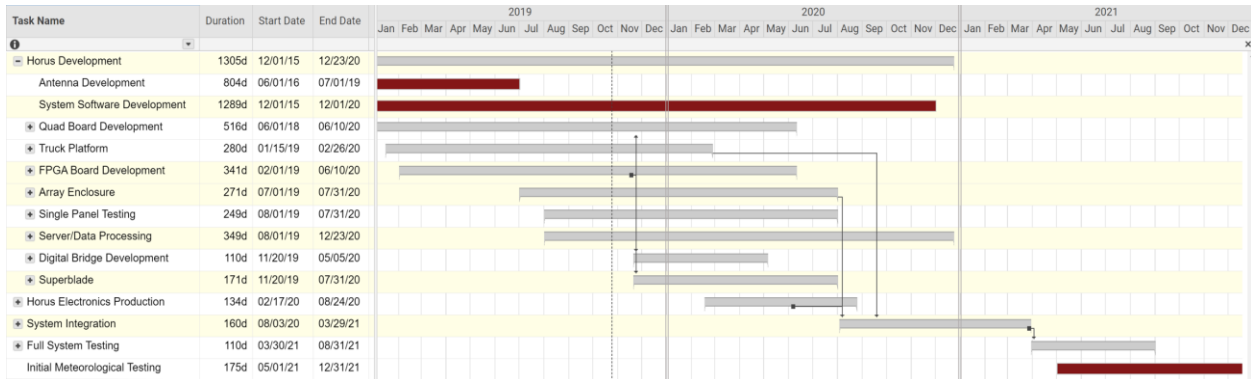 2019 2020 2021
Task Name Duration Start Date End Date
Jan Feb Mar Apr May Jun Jul Aug Sep Oct Nov Dec Jan Feb Mar Apr May Jun Jul Aug Sep Oct Nov Dec Jan Feb Mar Apr May Jun Jul Aug Sep Oct Nov Dec
Horus Development 1305d 12/01/15 12/23/20
Antenna Development 804d 06/01/16 07/01/19
System Software Development 1289d 12/01/15 12/01/20
Quad Board Development 516d 06/01/18 06/10/20
Truck Platform 280d 01/15/19 02/26/20
FPGA Board Development 341d 02/01/19 06/10/20
Array Enclosure 271d 07/01/19 07/31/20
Single Panel Testing 249d 08/01/19 07/31/20
Server/Data Processing 349d 08/01/19 12/23/20
Digital Bridge Development 110d 11/20/19 05/05/20
Superblade 171d 11/20/19 07/31/20
Horus Electronics Production 134d 02/17/20 08/24/20
System Integration 160d 08/03/20 03/29/21
Full System Testing 110d 03/30/21 08/31/21
Initial Meteorological Testing 175d 05/01/21 12/31/21